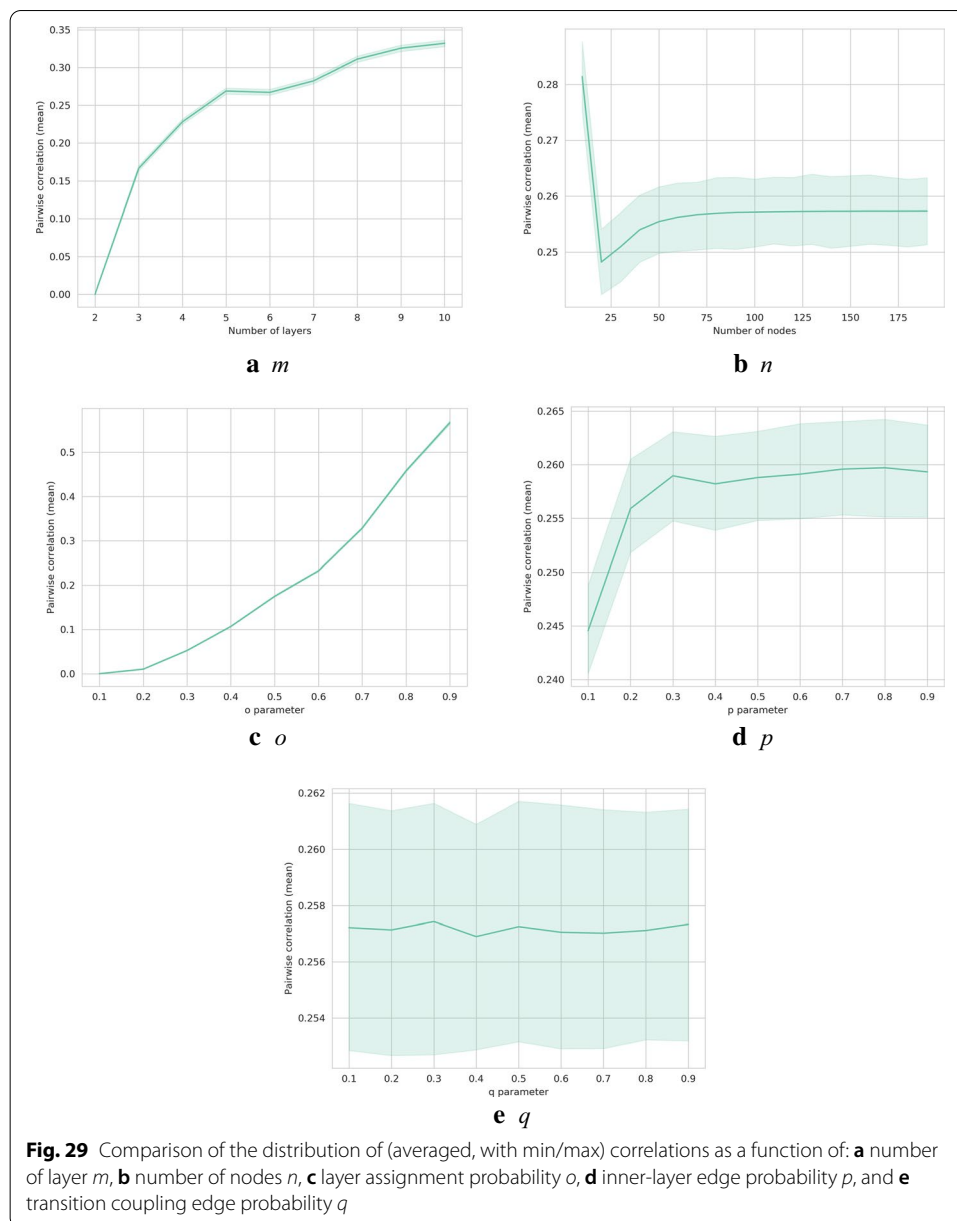 0.35
0.30
0.25
0.20
0.15
0.10
0.05
0.00
Pairwise correlation (mean)
2 3 4 5 6 7 8 9 10
Number of layers
a m
0.28
0.27
0.26
0.25
Pairwise correlation (mean)
25 50 75 100 125 150 175
Number of nodes
b n
0.5
0.4
0.3
0.2
0.1
0.0
Pairwise correlation (mean)
0.1 0.2 0.3 0.4 0.5 0.6 0.7 0.8 0.9
o parameter
c o
0.265
0.260
0.255
0.250
0.245
0.240
Pairwise correlation (mean)
0.1 0.2 0.3 0.4 0.5 0.6 0.7 0.8 0.9
p parameter
d p
0.262
0.260
0.258
0.256
0.254
Pairwise correlation (mean)
0.1 0.2 0.3 0.4 0.5 0.6 0.7 0.8 0.9
q parameter
e q
Fig. 29 Comparison of the distribution of (averaged, with min/max) correlations as a function of: a number
of layer m, b number of nodes n, c layer assignment probability o, d inner-layer edge probability p, and e
transition coupling edge probability q